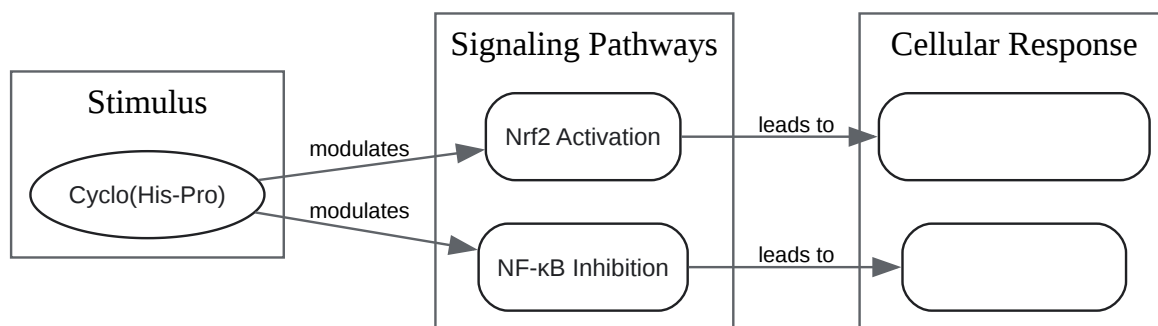 Stimulus
Cyclo(His-Pro)
modulates
modulates
Signaling Pathways
Nrf2 Activation
NF-κB Inhibition
leads to
leads to
Cellular Response